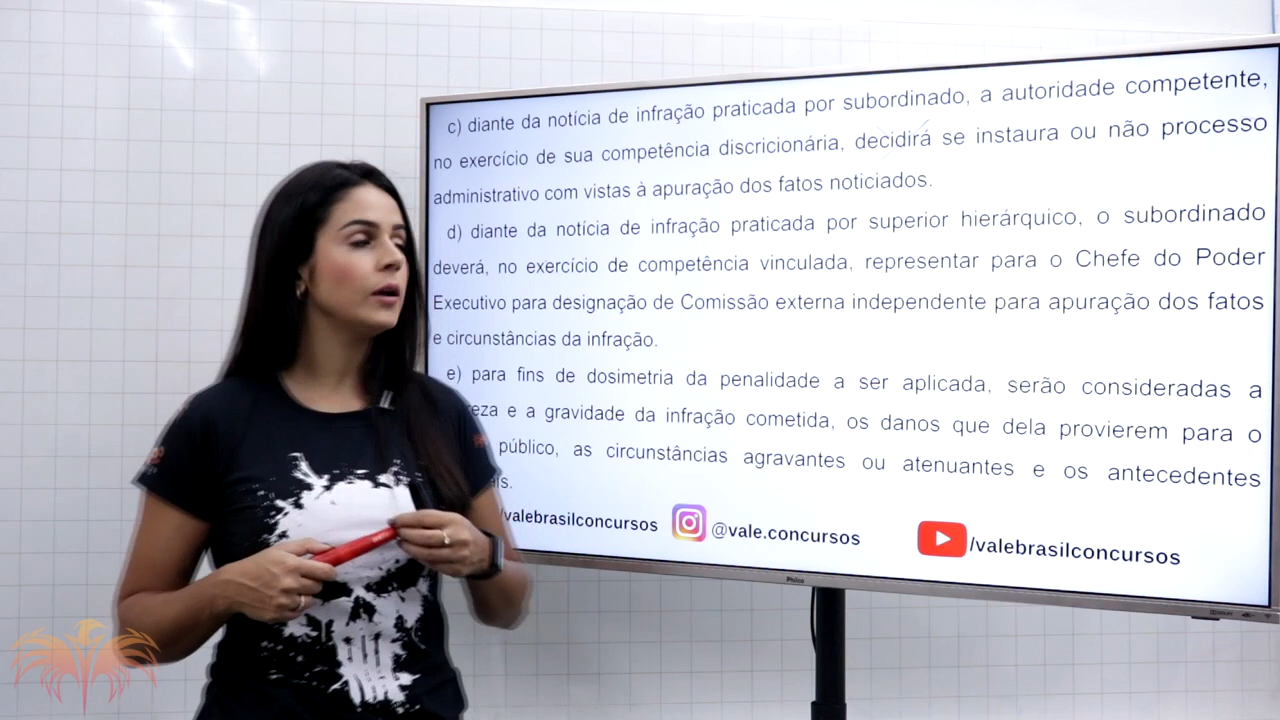 c) diante da notícia de infração praticada por subordinado, a autoridade competente,
no exercício de sua competência discricionária, decidirá se instaura ou não processo
administrativo com vistas à apuração dos fatos noticiados.
d) diante da notícia de infração praticada por superior hierárquico, o subordinado
deverá, no exercício de competência vinculada, representar para o Chefe do Poder
Executivo para designação de Comissão externa independente para apuração dos fatos
e circunstâncias da infração.
e) para fins de dosimetria da penalidade a ser aplicada, serão consideradas a
reza e a gravidade da infração cometida, os danos que dela provierem para o
público, as circunstâncias agravantes ou atenuantes e os antecedentes
is.
/valebrasilconcursos @vale.concursos /valebrasilconcursos
Philco